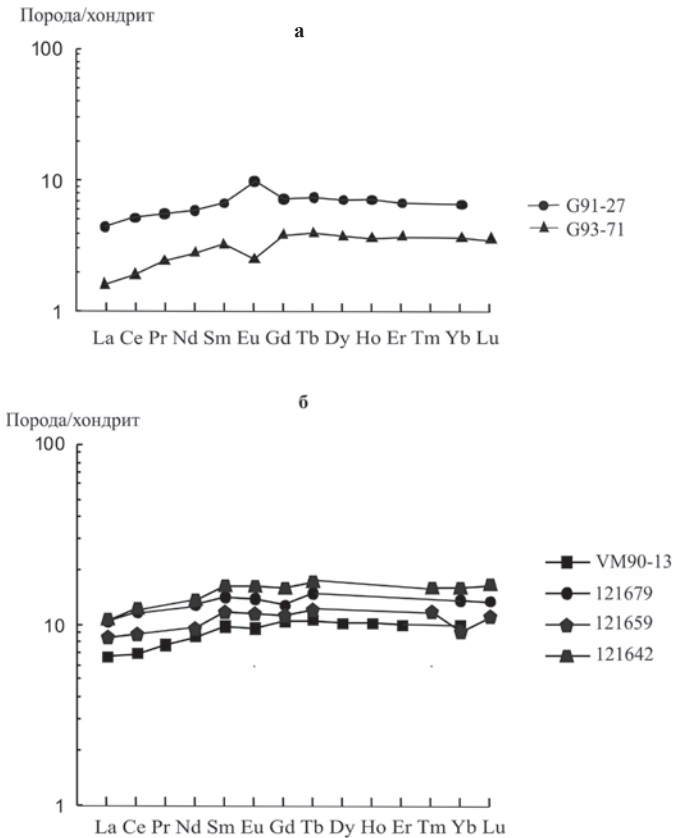 Порода/хондрит
а
100
10
1
G91-27
G93-71
La Ce Pr Nd Sm Eu Gd Tb Dy Ho Er Tm Yb Lu
б
Порода/хондрит
100
10
1
VM90-13
121679
121659
121642
La Ce Pr Nd Sm Eu Gd Tb Dy Ho Er Tm Yb Lu